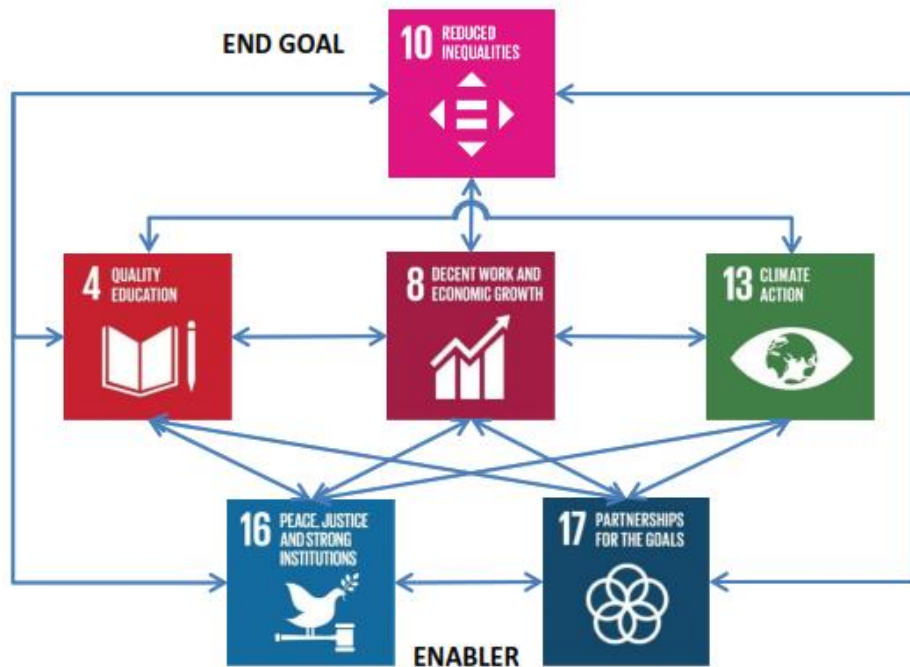 END GOAL
10 REDUCED
INEQUALITIES
4 QUALITY
EDUCATION
8 DECENT WORK AND
ECONOMIC GROWTH
13 CLIMATE
ACTION
16 PEACE, JUSTICE
AND STRONG
INSTITUTIONS
17 PARTNERSHIPS
FOR THE GOALS
ENABLER